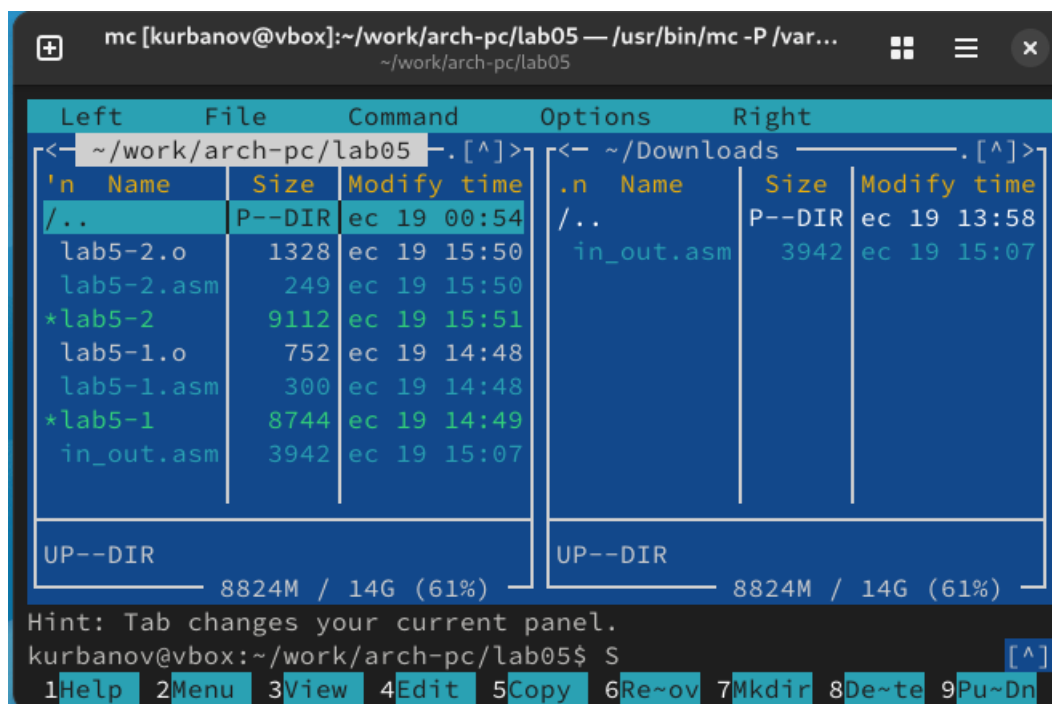 mc [kurbanov@vbox]:~/work/arch-pc/lab05 — /usr/bin/mc -P /var...
~/work/arch-pc/lab05
Left File Command Options Right
<- ~/work/arch-pc/lab05 -.[^]>
'n Name Size Modify time
/.. P--DIR ec 19 00:54
lab5-2.o 1328 ec 19 15:50
lab5-2.asm 249 ec 19 15:50
*lab5-2 9112 ec 19 15:51
lab5-1.o 752 ec 19 14:48
lab5-1.asm 300 ec 19 14:48
*lab5-1 8744 ec 19 14:49
in_out.asm 3942 ec 19 15:07
UP--DIR
8824M / 14G (61%)
<- ~/Downloads .[^]>
.n Name Size Modify time
/.. P--DIR ec 19 13:58
in_out.asm 3942 ec 19 15:07
UP--DIR
8824M / 14G (61%)
Hint: Tab changes your current panel.
kurbanov@vbox:~/work/arch-pc/lab05$ S [^]
1Help 2Menu 3View 4Edit 5Copy 6Re~ov 7Mkdir 8De~te 9Pu~Dn